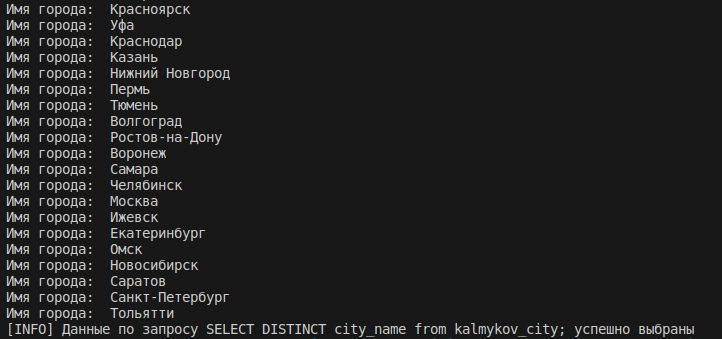 Имя города:  Красноярск
Имя города:  Уфа
Имя города:  Краснодар
Имя города:  Казань
Имя города:  Нижний Новгород
Имя города:  Пермь
Имя города:  Тюмень
Имя города:  Волгоград
Имя города:  Ростов-на-Дону
Имя города:  Воронеж
Имя города:  Самара
Имя города:  Челябинск
Имя города:  Москва
Имя города:  Ижевск
Имя города:  Екатеринбург
Имя города:  Омск
Имя города:  Новосибирск
Имя города:  Саратов
Имя города:  Санкт-Петербург
Имя города:  Тольятти
[INFO] Данные по запросу SELECT DISTINCT city_name from kalmykov_city; успешно выбраны